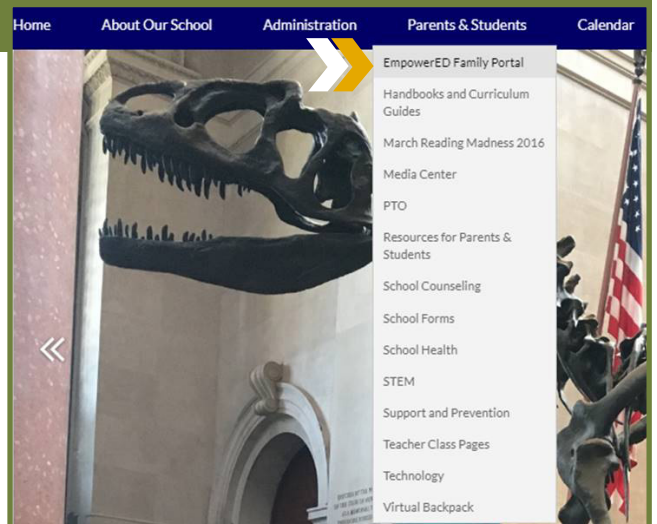 Home About Our School Administration Parents & Students Calendar
EmpowerED Family Portal
Handbooks and Curriculum
Guides
March Reading Madness 2016
Media Center
PTO
Resources for Parents &
Students
School Counseling
School Forms
School Health
STEM
Support and Prevention
Teacher Class Pages
Technology
Virtual Backpack